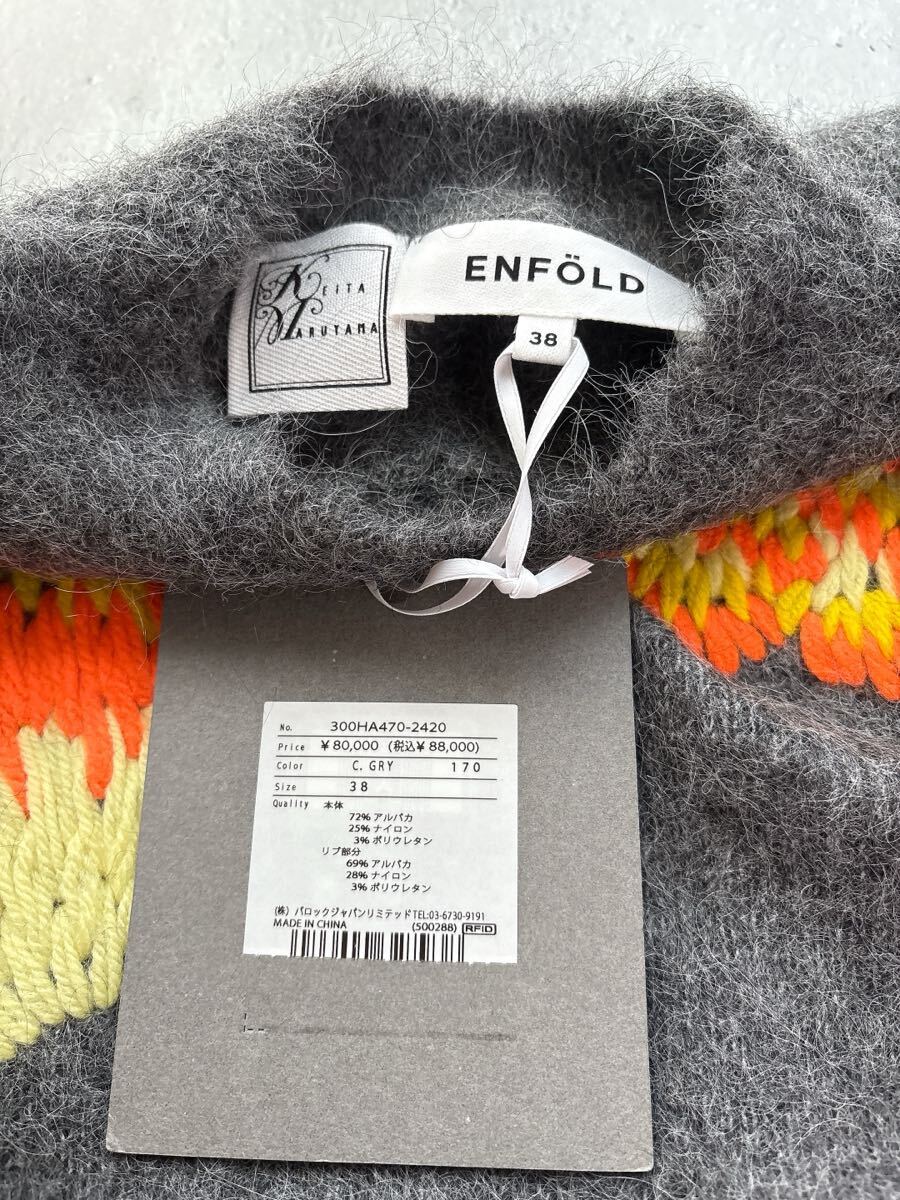 KEITA
MARUYAMA
ENFÖLD
38
No. 300HA470-2420
Price ¥80,000 (税込¥88,000)
Color C. GRY 170
Size 38
Quality 本体
72% アルパカ
25% ナイロン
3% ポリウレタン
リブ部分
69% アルパカ
28% ナイロン
3% ポリウレタン
(株) バロックジャパンリミテッドTEL:03-6730-9191
MADE IN CHINA (500288) RFID